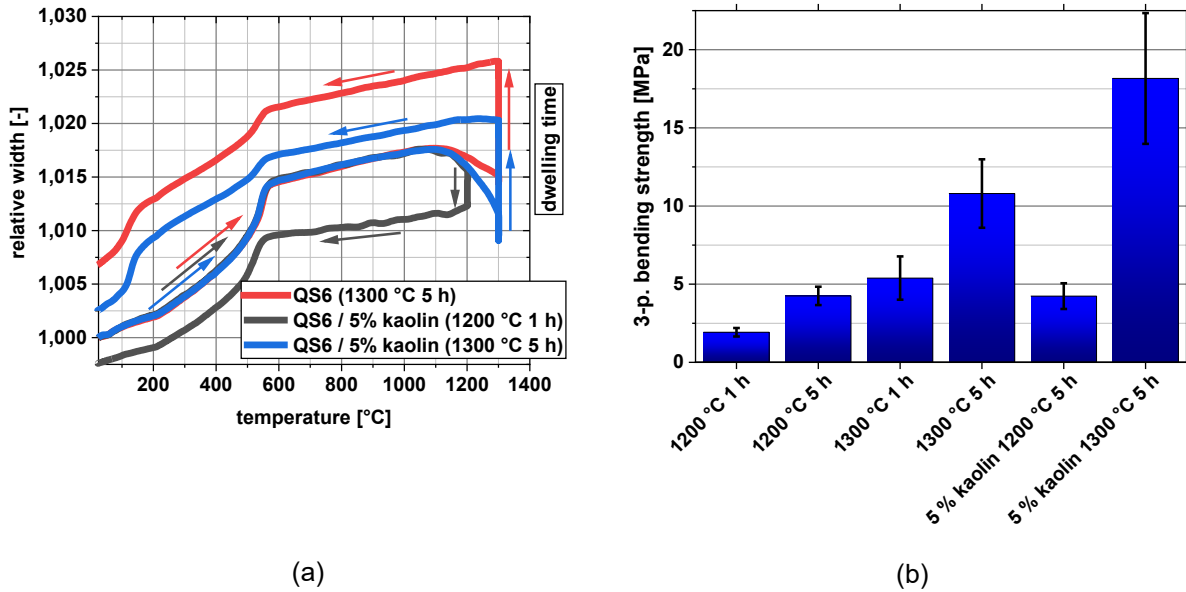 1,030
1,025
1,020
1,015
1,010
1,005
1,000
relative width [-]
dwelling time
QS6 (1300 °C 5 h)
QS6 / 5% kaolin (1200 °C 1 h)
QS6 / 5% kaolin (1300 °C 5 h)
200 400 600 800 1000 1200 1400
temperature [°C]
(a)
20
15
10
5
0
3-p. bending strength [MPa]
1200 °C 1 h
1200 °C 5 h
1300 °C 1 h
1300 °C 5 h
5 % kaolin 1200 °C 5 h
5 % kaolin 1300 °C 5 h
(b)